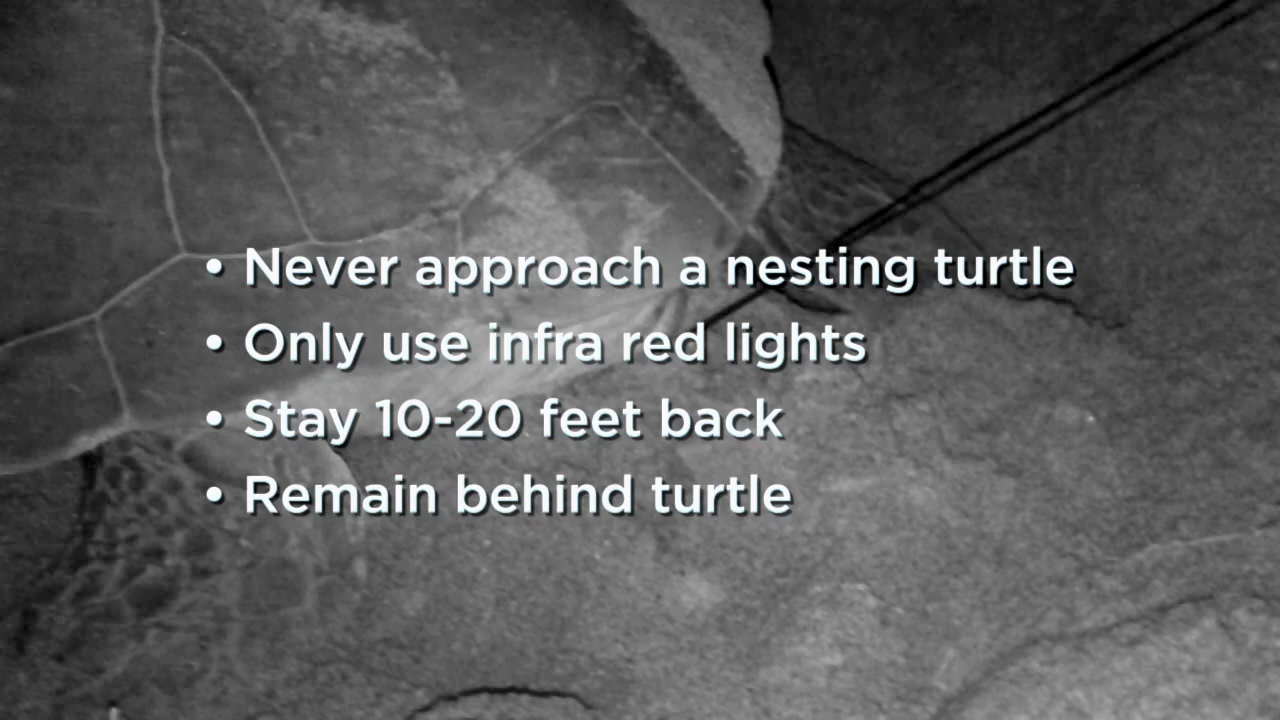 • Never approach a nesting turtle
• Only use infra red lights
• Stay 10-20 feet back
• Remain behind turtle